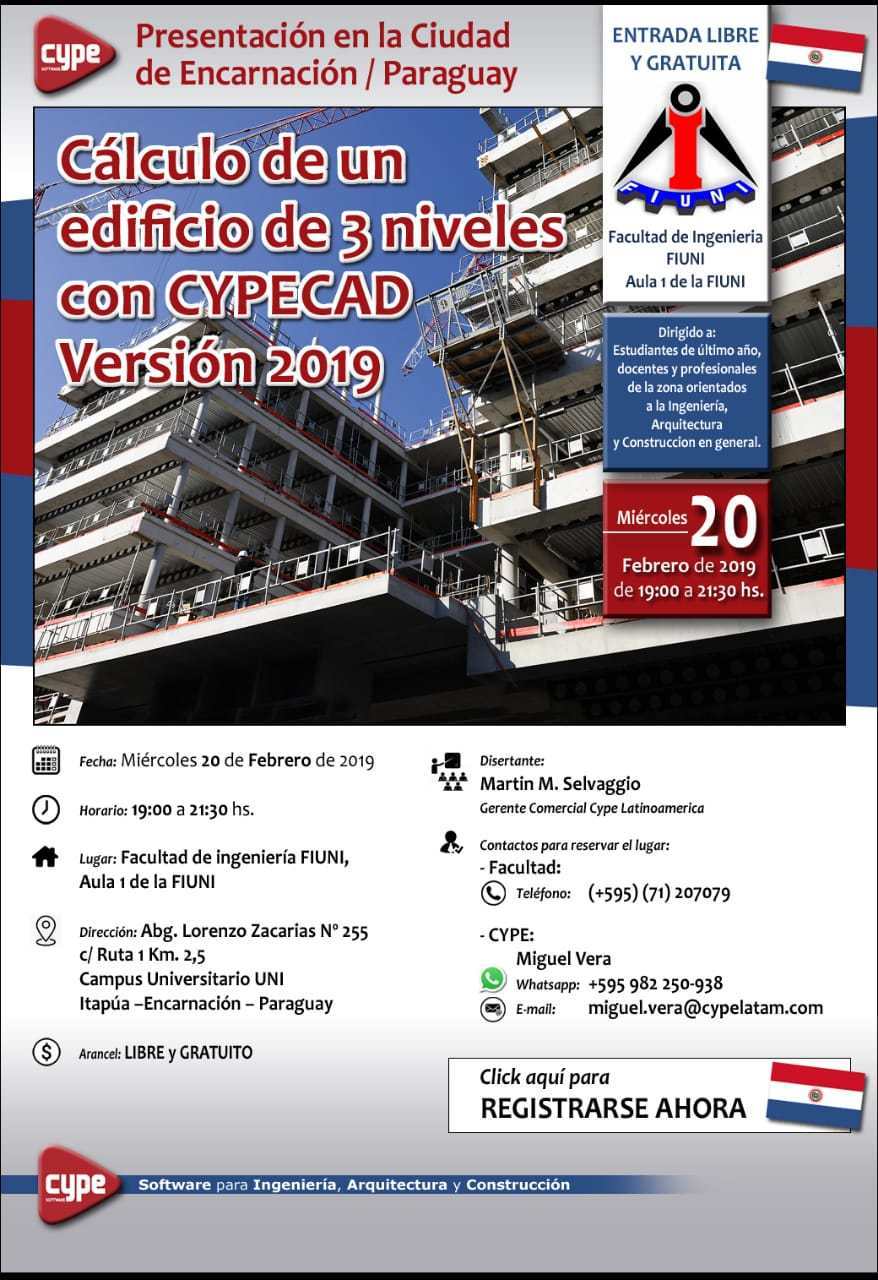 cype
SOFTWARE
Presentación en la Ciudad
de Encarnación / Paraguay
ENTRADA LIBRE
Y GRATUITA
FIUNI
Facultad de Ingenieria
FIUNI
Aula 1 de la FIUNI
Cálculo de un
edificio de 3 niveles
con CYPECAD
Versión 2019
Dirigido a:
Estudiantes de último año,
docentes y profesionales
de la zona orientados
a la Ingeniería,
Arquitectura
y Construccion en general.
Miércoles 20
Febrero de 2019
de 19:00 a 21:30 hs.
Fecha: Miércoles 20 de Febrero de 2019
Horario: 19:00 a 21:30 hs.
Lugar: Facultad de ingeniería FIUNI,
Aula 1 de la FIUNI
Dirección: Abg. Lorenzo Zacarias Nº 255
c/ Ruta 1 Km. 2,5
Campus Universitario UNI
Itapúa –Encarnación – Paraguay
Arancel: LIBRE y GRATUITO
Disertante:
Martin M. Selvaggio
Gerente Comercial Cype Latinoamerica
Contactos para reservar el lugar:
- Facultad:
Teléfono: (+595) (71) 207079
- CYPE:
Miguel Vera
Whatsapp: +595 982 250-938
E-mail: miguel.vera@cypelatam.com
Click aquí para
REGISTRARSE AHORA
cype
SOFTWARE
Software para Ingeniería, Arquitectura y Construcción